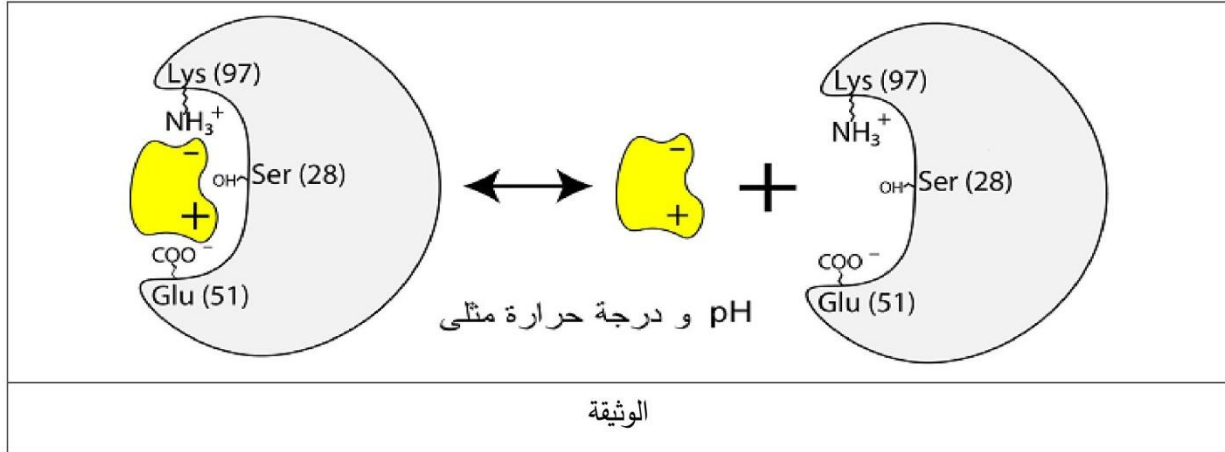 Lys (97)
NH₃⁺
−
OH Ser (28)
+
COO⁻
Glu (51)
−
+
+
Lys (97)
NH₃⁺
OH Ser (28)
COO⁻
Glu (51)
pH و درجة حرارة مثلى
الوثيقة